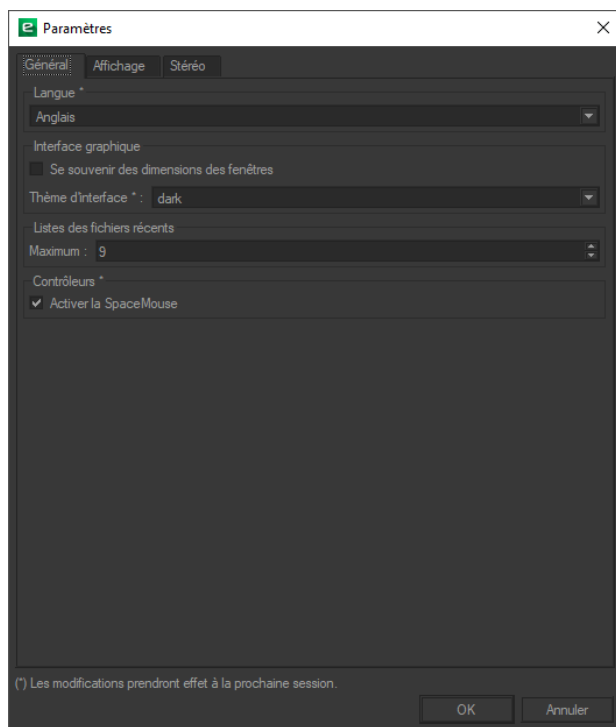 Paramètres
Général Affichage Stéréo
Langue *
Anglais
Interface graphique
Se souvenir des dimensions des fenêtres
Thème d'interface * : dark
Listes des fichiers récents
Maximum : 9
Contrôleurs *
Activer la SpaceMouse
(*) Les modifications prendront effet à la prochaine session.
OK Annuler